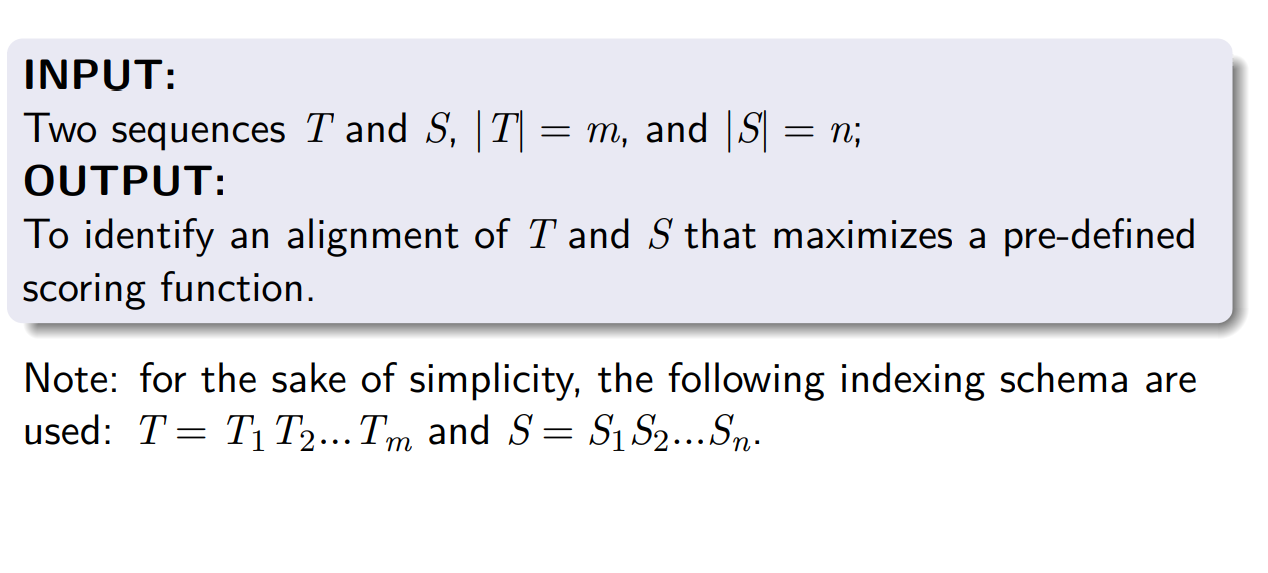 INPUT:
Two sequences T and S, |T| = m, and |S| = n;
OUTPUT:
To identify an alignment of T and S that maximizes a pre-defined
scoring function.
Note: for the sake of simplicity, the following indexing schema are
used: T = T₁T₂...Tₘ and S = S₁S₂...Sₙ.